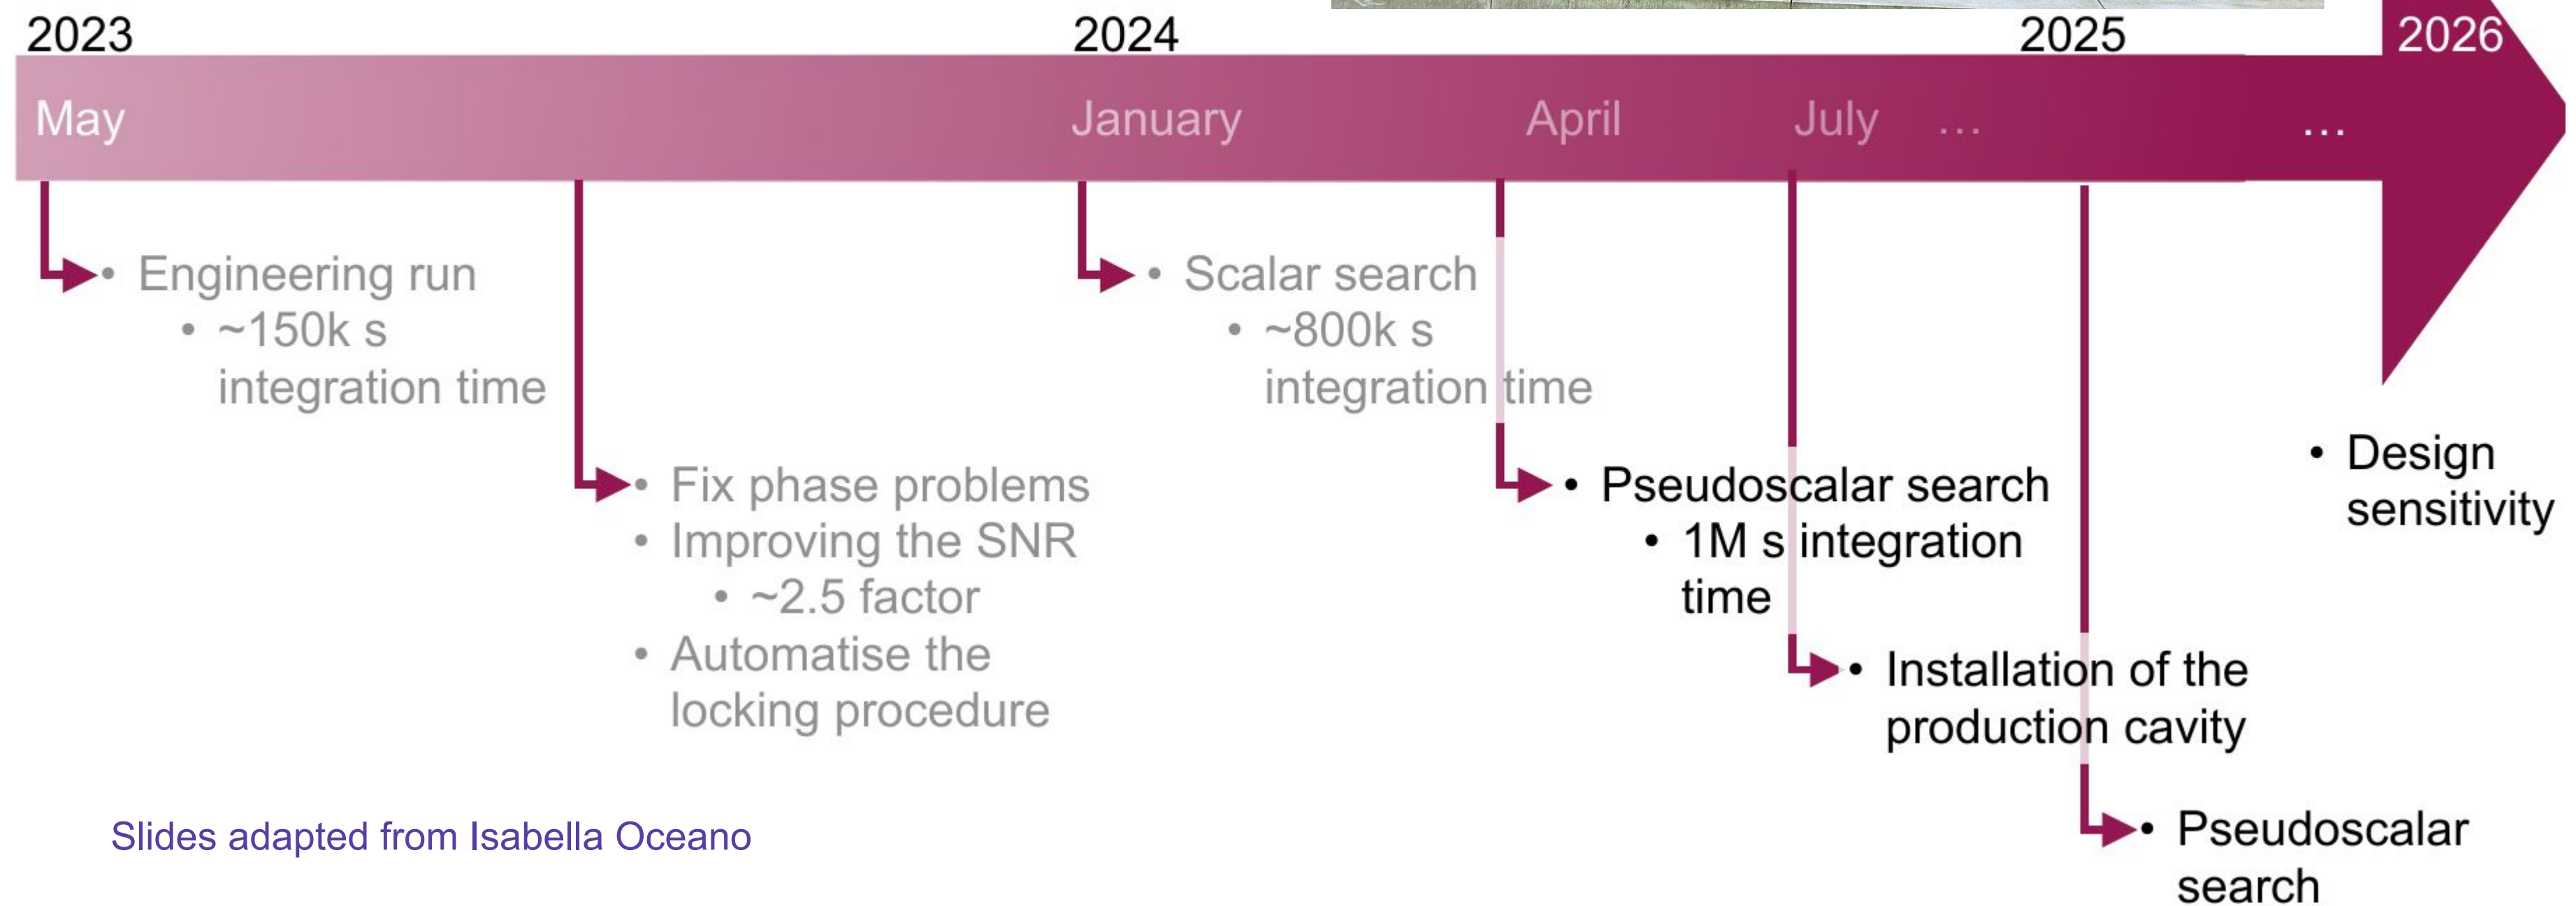 2023
2024
2025
2026
May
January
April
July
...
...
• Engineering run
• ~150k s
integration time
• Fix phase problems
• Improving the SNR
• ~2.5 factor
• Automatise the
locking procedure
• Scalar search
• ~800k s
integration time
• Pseudoscalar search
• 1M s integration
time
• Installation of the
production cavity
• Pseudoscalar
search
• Design
sensitivity
Slides adapted from Isabella Oceano